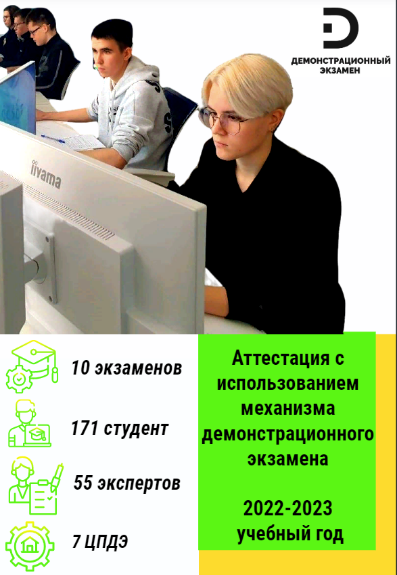 ДЕМОНСТРАЦИОННЫЙ
ЭКЗАМЕН
iiyama
10 экзаменов
171 студент
55 экспертов
7 ЦПДЭ
Аттестация с
использованием
механизма
демонстрационного
экзамена
2022-2023
учебный год